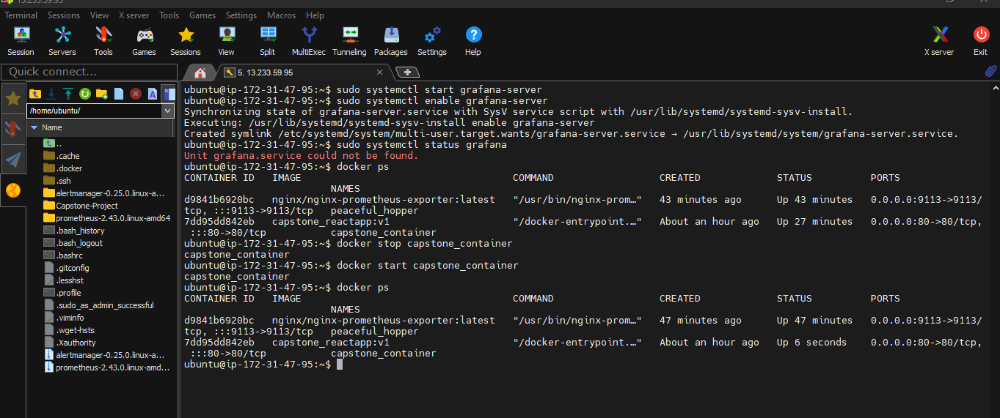 13.233.59.95
Terminal Sessions View X server Tools Games Settings Macros Help
Session Servers Tools Games Sessions View Split MultiExec Tunneling Packages Settings Help X server Exit
Quick connect...
5. 13.233.59.95
/home/ubuntu/
Name
..
.cache
.docker
.ssh
alertmanager-0.25.0.linux-a...
Capstone-Project
prometheus-2.43.0.linux-amd64
.bash_history
.bash_logout
.bashrc
.gitconfig
.lesshst
.profile
.sudo_as_admin_successful
.viminfo
.wget-hsts
.Xauthority
alertmanager-0.25.0.linux-a...
prometheus-2.43.0.linux-amd...
ubuntu@ip-172-31-47-95:~$ sudo systemctl start grafana-server
ubuntu@ip-172-31-47-95:~$ sudo systemctl enable grafana-server
Synchronizing state of grafana-server.service with SysV service script with /usr/lib/systemd/systemd-sysv-install.
Executing: /usr/lib/systemd/systemd-sysv-install enable grafana-server
Created symlink /etc/systemd/system/multi-user.target.wants/grafana-server.service → /usr/lib/systemd/system/grafana-server.service.
ubuntu@ip-172-31-47-95:~$ sudo systemctl status grafana
Unit grafana.service could not be found.
ubuntu@ip-172-31-47-95:~$ docker ps
CONTAINER ID   IMAGE                                    COMMAND                  CREATED             STATUS          PORTS
NAMES
d9841b6920bc   nginx/nginx-prometheus-exporter:latest   "/usr/bin/nginx-prom…"   43 minutes ago      Up 43 minutes   0.0.0.0:9113->9113/
tcp, :::9113->9113/tcp   peaceful_hopper
7dd95dd842eb   capstone_reactapp:v1                     "/docker-entrypoint.…"   About an hour ago   Up 27 minutes   0.0.0.0:80->80/tcp,
:::80->80/tcp           capstone_container
ubuntu@ip-172-31-47-95:~$ docker stop capstone_container
capstone_container
ubuntu@ip-172-31-47-95:~$ docker start capstone_container
capstone_container
ubuntu@ip-172-31-47-95:~$ docker ps
CONTAINER ID   IMAGE                                    COMMAND                  CREATED             STATUS          PORTS
NAMES
d9841b6920bc   nginx/nginx-prometheus-exporter:latest   "/usr/bin/nginx-prom…"   47 minutes ago      Up 47 minutes   0.0.0.0:9113->9113/
tcp, :::9113->9113/tcp   peaceful_hopper
7dd95dd842eb   capstone_reactapp:v1                     "/docker-entrypoint.…"   About an hour ago   Up 6 seconds    0.0.0.0:80->80/tcp,
:::80->80/tcp           capstone_container
ubuntu@ip-172-31-47-95:~$